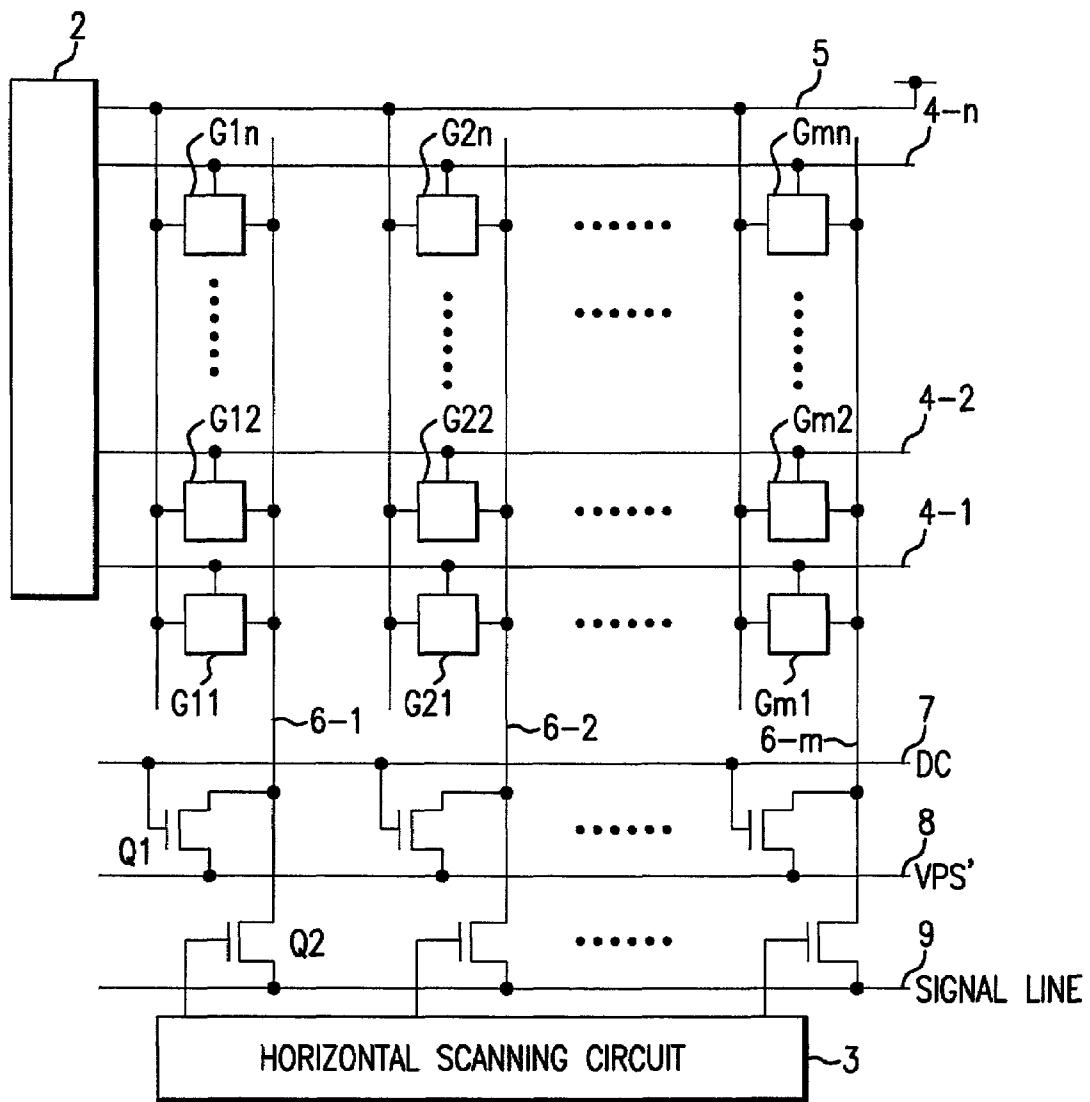 2
5
4-n
G1n G2n Gmn
4-2
G12 G22 Gm2
4-1
G11 G21 Gm1
6-1 6-2 6-m 7
DC
Q1 8
VPS'
Q2 9
SIGNAL LINE
HORIZONTAL SCANNING CIRCUIT 3